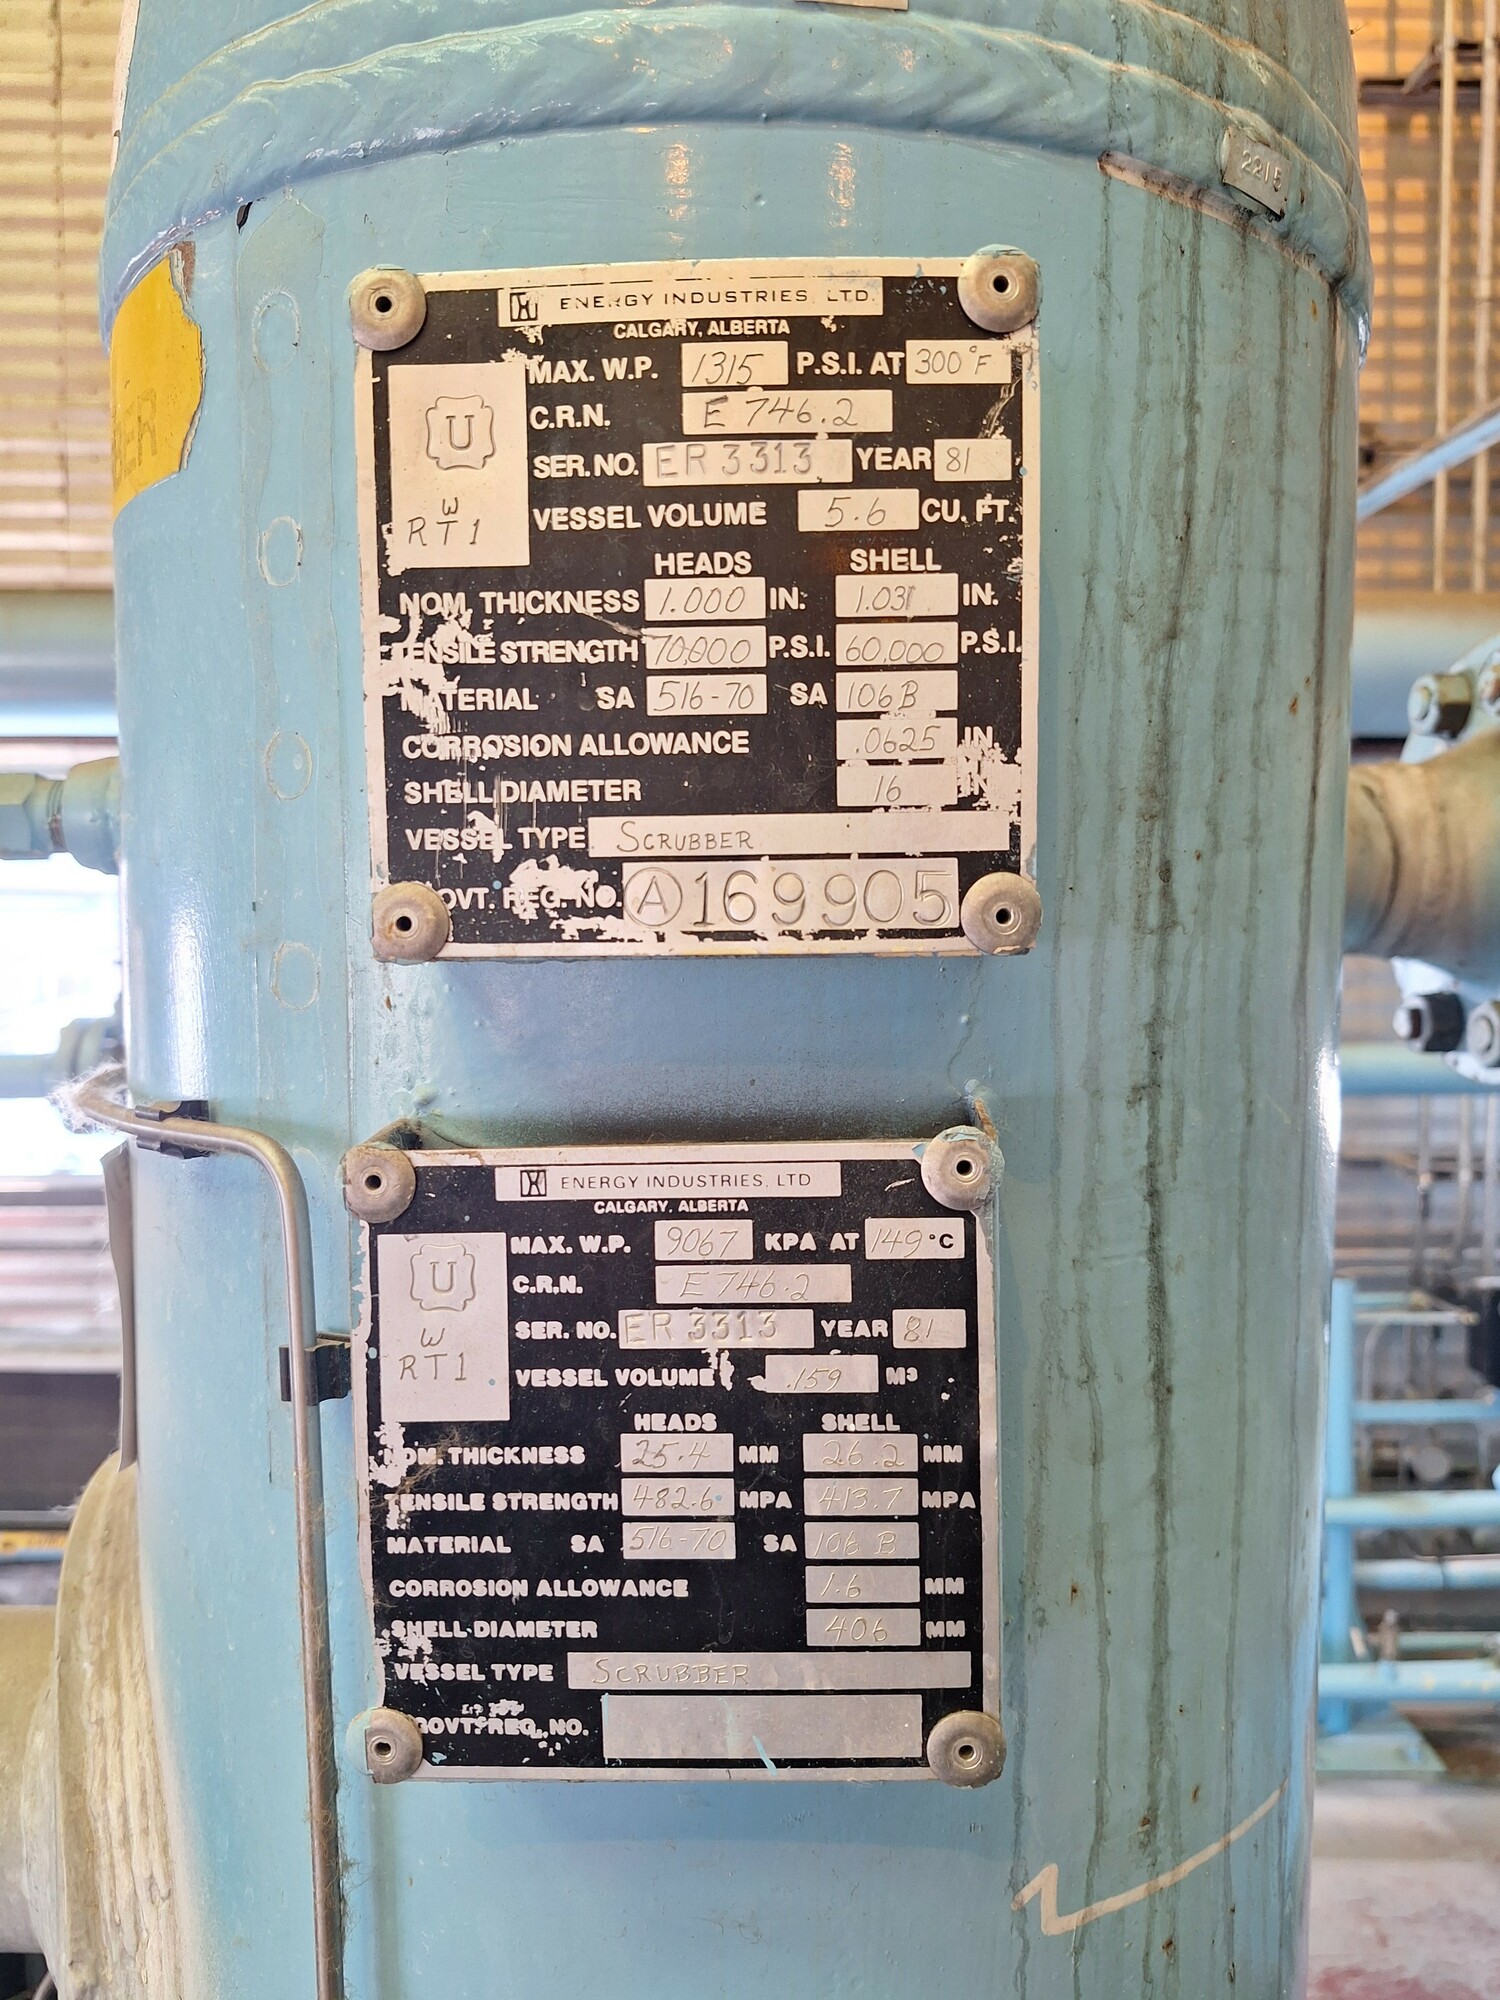 2215
BER
ENERGY INDUSTRIES, LTD.
CALGARY, ALBERTA
MAX. W.P. 1315 P.S.I. AT 300°F
U
W
RT1
C.R.N. E 746.2
SER. NO. ER 3313 YEAR 81
VESSEL VOLUME 5.6 CU. FT.
HEADS SHELL
NOM. THICKNESS 1.000 IN. 1.031 IN.
TENSILE STRENGTH 70,000 P.S.I. 60,000 P.S.I.
MATERIAL SA 516-70 SA 106B
CORROSION ALLOWANCE .0625 IN.
SHELL DIAMETER 16 IN.
VESSEL TYPE SCRUBBER
GOVT. REG. NO. A 169905
ENERGY INDUSTRIES, LTD
CALGARY, ALBERTA
MAX. W.P. 9067 KPA AT 149 °C
U
W
RT1
C.R.N. E 746.2
SER. NO. ER 3313 YEAR 81
VESSEL VOLUME .159 M³
HEADS SHELL
NOM. THICKNESS 25.4 MM 26.2 MM
TENSILE STRENGTH 482.6 MPA 413.7 MPA
MATERIAL SA 516-70 SA 106 B
CORROSION ALLOWANCE 1.6 MM
SHELL DIAMETER 406 MM
VESSEL TYPE SCRUBBER
GOVT. REG. NO.